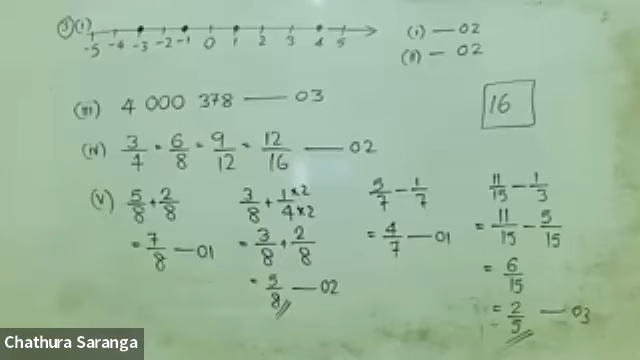 ③(i)
-5 -4 -3 -2 -1 0 1 2 3 4 5
(i) — 02
(ii) — 02
(iii) 4 000 378 — 03
16
(iv) 3/4 = 6/8 = 9/12 = 12/16 — 02
(v) 5/8 + 2/8
= 7/8 — 01
3/8 + 1×2/4×2
= 3/8 + 2/8
= 5/8 — 02
5/7 - 1/7
= 4/7 — 01
11/15 - 1/3
= 11/15 - 5/15
= 6/15
= 2/5 — 03
Chathura Saranga